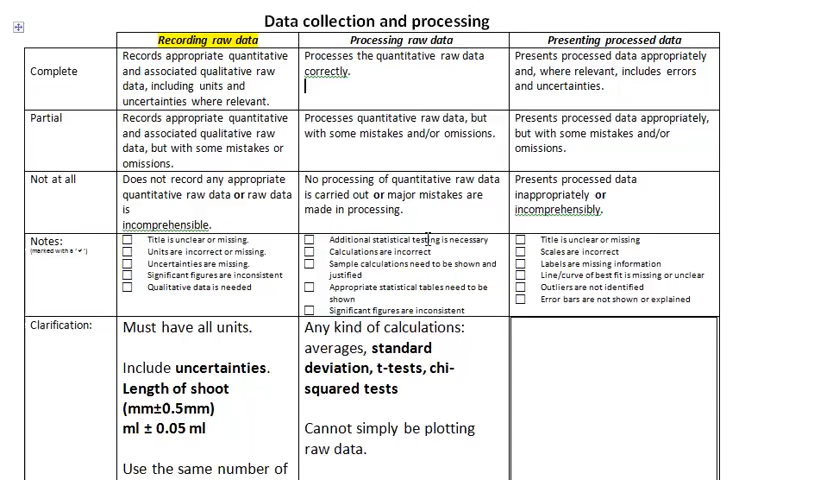 Data collection and processing
Recording raw data
Processing raw data
Presenting processed data
Complete
Records appropriate quantitative
and associated qualitative raw
data, including units and
uncertainties where relevant.
Processes the quantitative raw data
correctly.
Presents processed data appropriately
and, where relevant, includes errors
and uncertainties.
Partial
Records appropriate quantitative
and associated qualitative raw
data, but with some mistakes or
omissions.
Processes quantitative raw data, but
with some mistakes and/or omissions.
Presents processed data appropriately,
but with some mistakes and/or
omissions.
Not at all
Does not record any appropriate
quantitative raw data or raw data
is
incomprehensible.
No processing of quantitative raw data
is carried out or major mistakes are
made in processing.
Presents processed data
inappropriately or
incomprehensibly.
Notes:
(marked with a "✓")
Title is unclear or missing.
Units are incorrect or missing.
Uncertainties are missing.
Significant figures are inconsistent
Qualitative data is needed
Additional statistical testing is necessary
Calculations are incorrect
Sample calculations need to be shown and
justified
Appropriate statistical tables need to be
shown
Significant figures are inconsistent
Title is unclear or missing
Scales are incorrect
Labels are missing information
Line/curve of best fit is missing or unclear
Outliers are not identified
Error bars are not shown or explained
Clarification:
Must have all units.
Include uncertainties.
Length of shoot
(mm±0.5mm)
ml ± 0.05 ml
Use the same number of
Any kind of calculations:
averages, standard
deviation, t-tests, chi-
squared tests
Cannot simply be plotting
raw data.